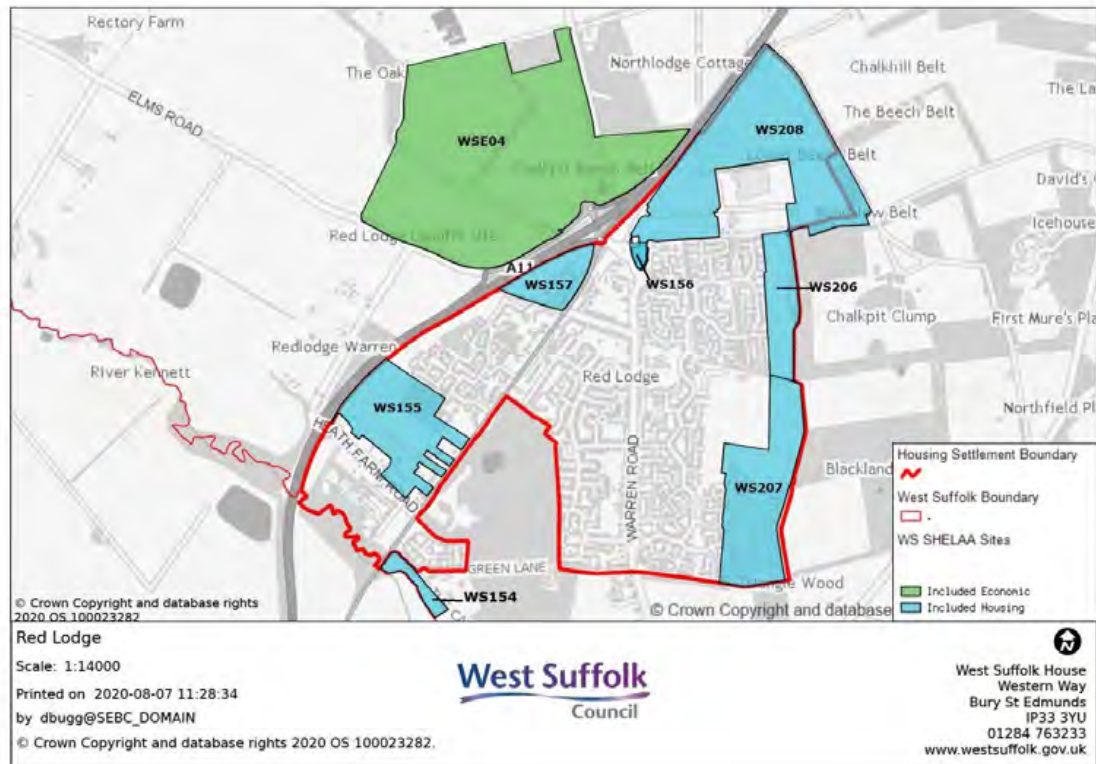 Rectory Farm
The Oak
Northlodge Cottage
Chalkhill Belt
The La
The Beech Belt
ELMS ROAD
WSE04
WS208
Belt
David's
Belt
Icehouse
Red Lodge
A11
WS157
WS156
WS206
Chalkpit Clump
First Mure's Pla
Redlodge Warren
River Kennett
Red Lodge
WS155
Northfield Pl
HEATH FARM ROAD
WARREN ROAD
Blackland
WS207
GREEN LANE
Triangle Wood
WS154
Housing Settlement Boundary
West Suffolk Boundary
WS SHELAA Sites
Included Economic
Included Housing
© Crown Copyright and database rights
2020 OS 100023282
© Crown Copyright and database
Red Lodge
Scale: 1:14000
Printed on 2020-08-07 11:28:34
by dbugg@SEBC_DOMAIN
© Crown Copyright and database rights 2020 OS 100023282.
West Suffolk
Council
N
West Suffolk House
Western Way
Bury St Edmunds
IP33 3YU
01284 763233
www.westsuffolk.gov.uk